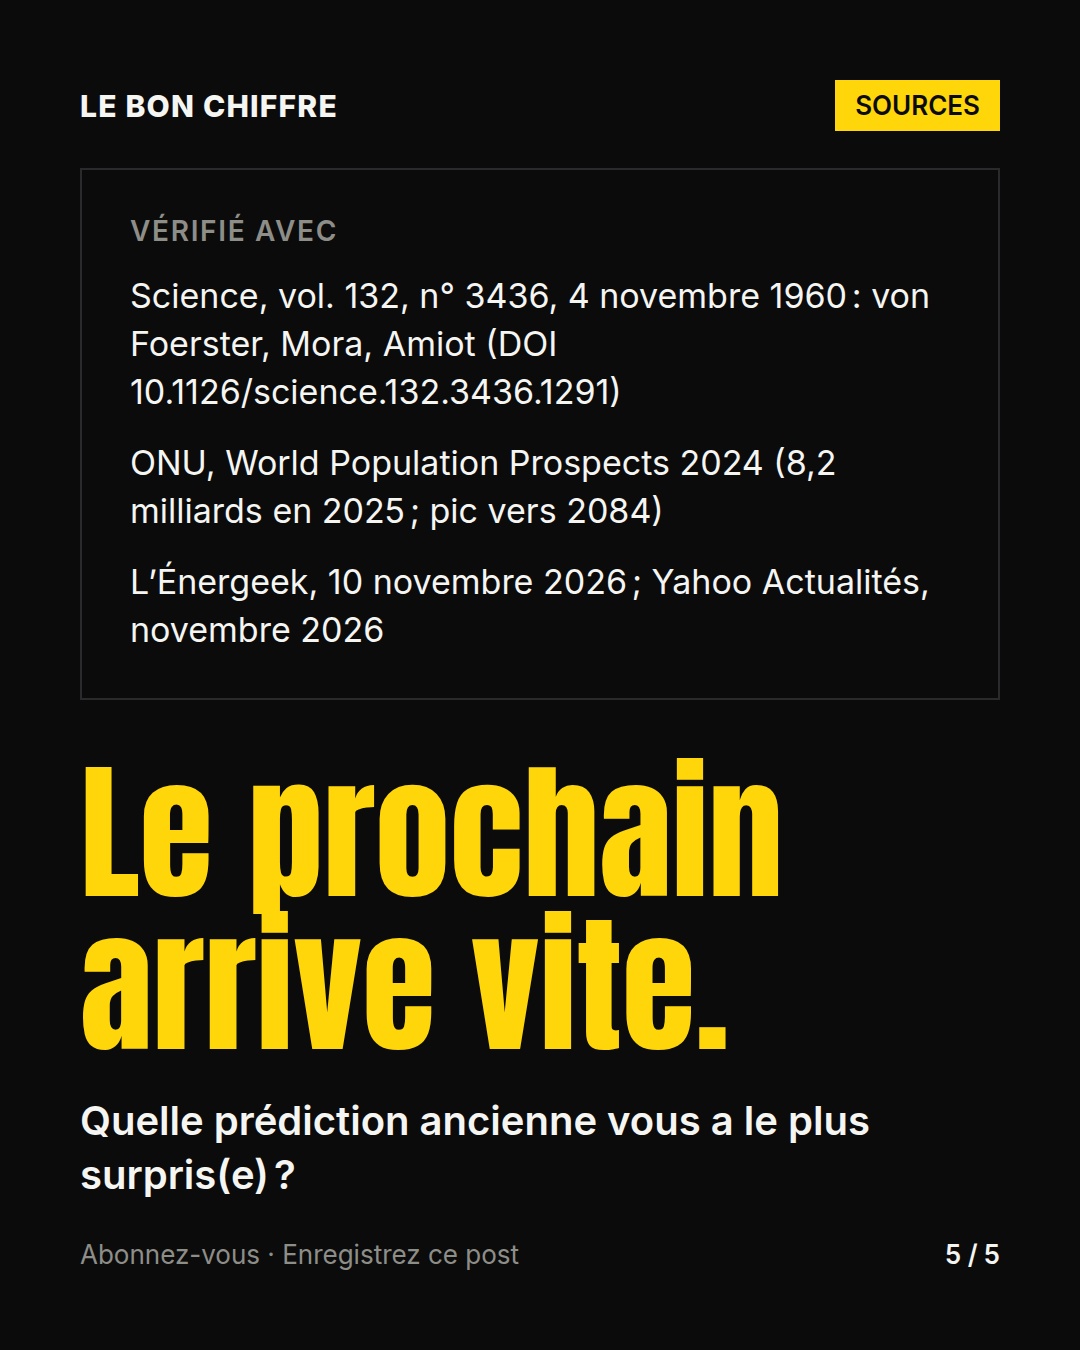 LE BON CHIFFRE
SOURCES
VÉRIFIÉ AVEC
Science, vol. 132, n° 3436, 4 novembre 1960 : von
Foerster, Mora, Amiot (DOI
10.1126/science.132.3436.1291)
ONU, World Population Prospects 2024 (8,2
milliards en 2025 ; pic vers 2084)
L’Énergeek, 10 novembre 2026 ; Yahoo Actualités,
novembre 2026
Le prochain
arrive vite.
Quelle prédiction ancienne vous a le plus
surpris(e) ?
Abonnez-vous · Enregistrez ce post
5 / 5